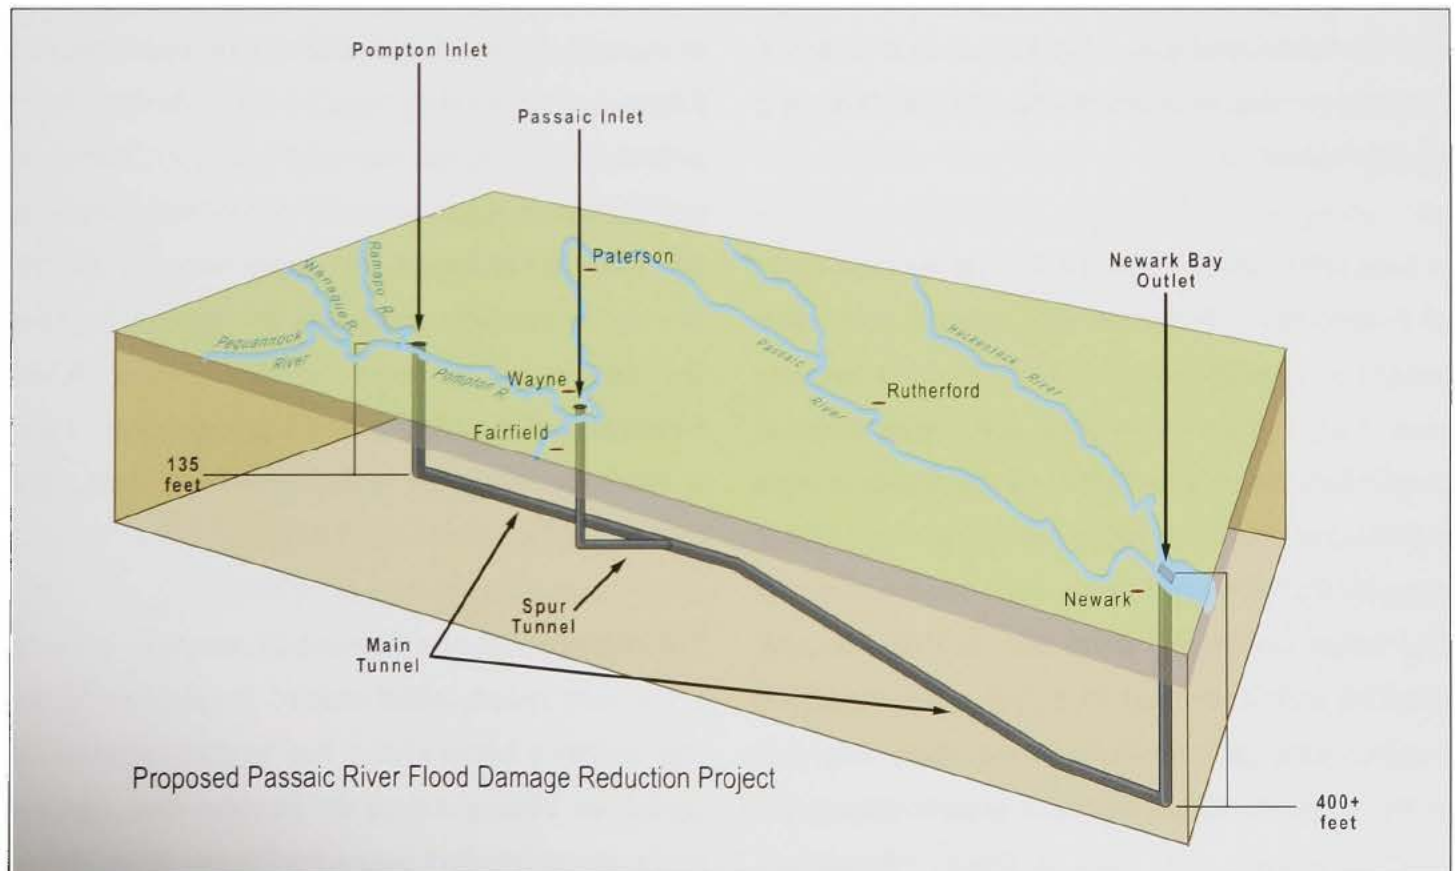 Pompton Inlet
Passaic Inlet
Newark Bay
Outlet
Paterson
Ramapo R.
Wanaque R.
Pequannock
River
Pompton R.
Wayne
Fairfield
Passaic
River
Hackensack
River
Rutherford
Newark
135
feet
Spur
Tunnel
Main
Tunnel
400+
feet
Proposed Passaic River Flood Damage Reduction Project